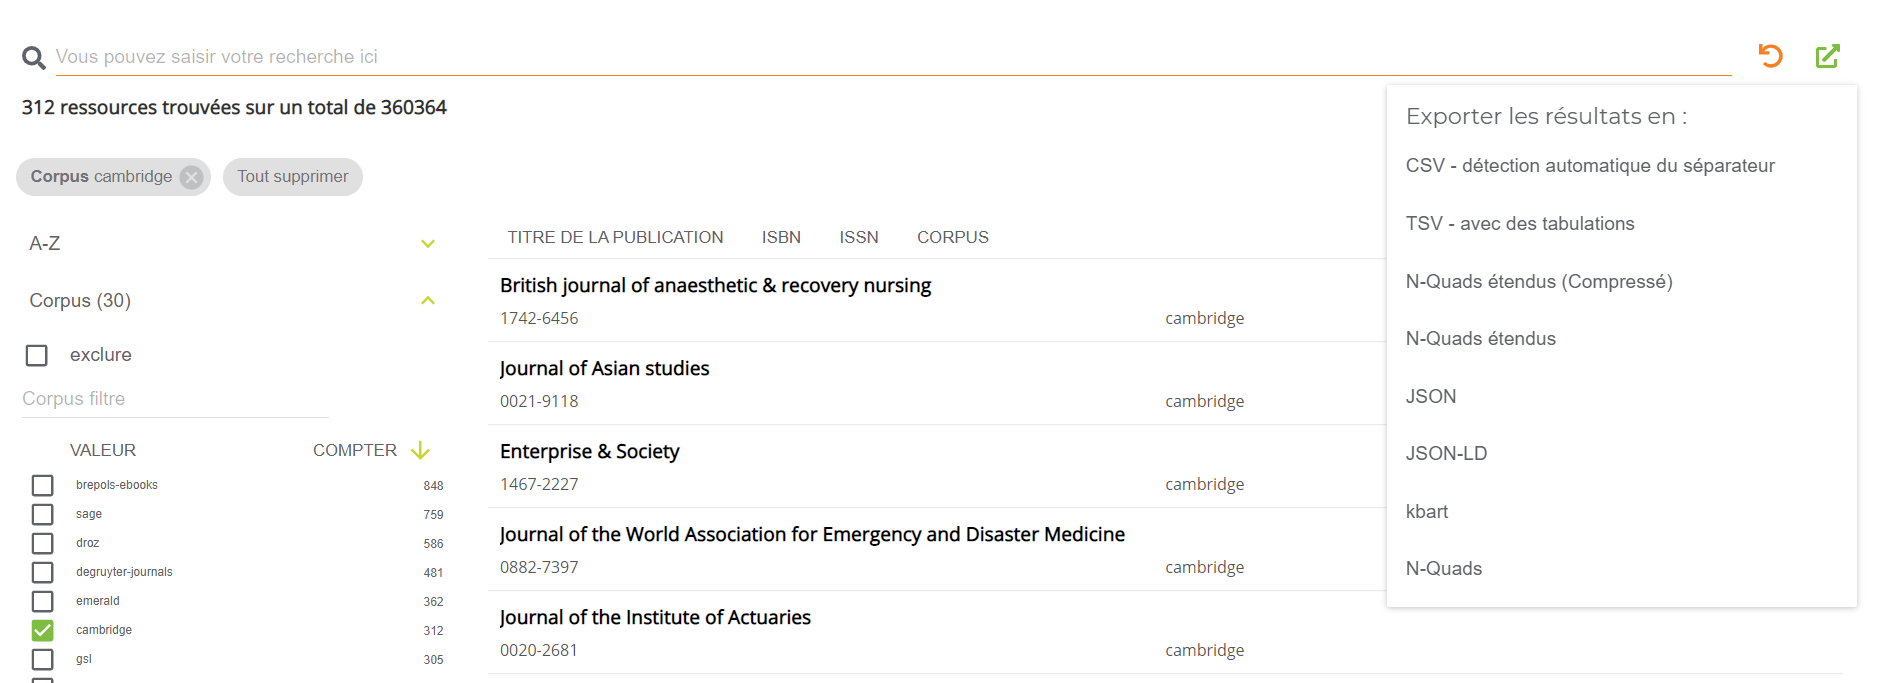 Vous pouvez saisir votre recherche ici
312 ressources trouvées sur un total de 360364
Corpus cambridge
Tout supprimer
A-Z
Corpus (30)
exclure
Corpus filtre
VALEUR COMPTER
brepols-ebooks 848
sage 759
droz 586
degruyter-journals 481
emerald 362
cambridge 312
gsl 305
TITRE DE LA PUBLICATION ISBN ISSN CORPUS
British journal of anaesthetic & recovery nursing
1742-6456 cambridge
Journal of Asian studies
0021-9118 cambridge
Enterprise & Society
1467-2227 cambridge
Journal of the World Association for Emergency and Disaster Medicine
0882-7397 cambridge
Journal of the Institute of Actuaries
0020-2681 cambridge
Exporter les résultats en :
CSV - détection automatique du séparateur
TSV - avec des tabulations
N-Quads étendus (Compressé)
N-Quads étendus
JSON
JSON-LD
kbart
N-Quads